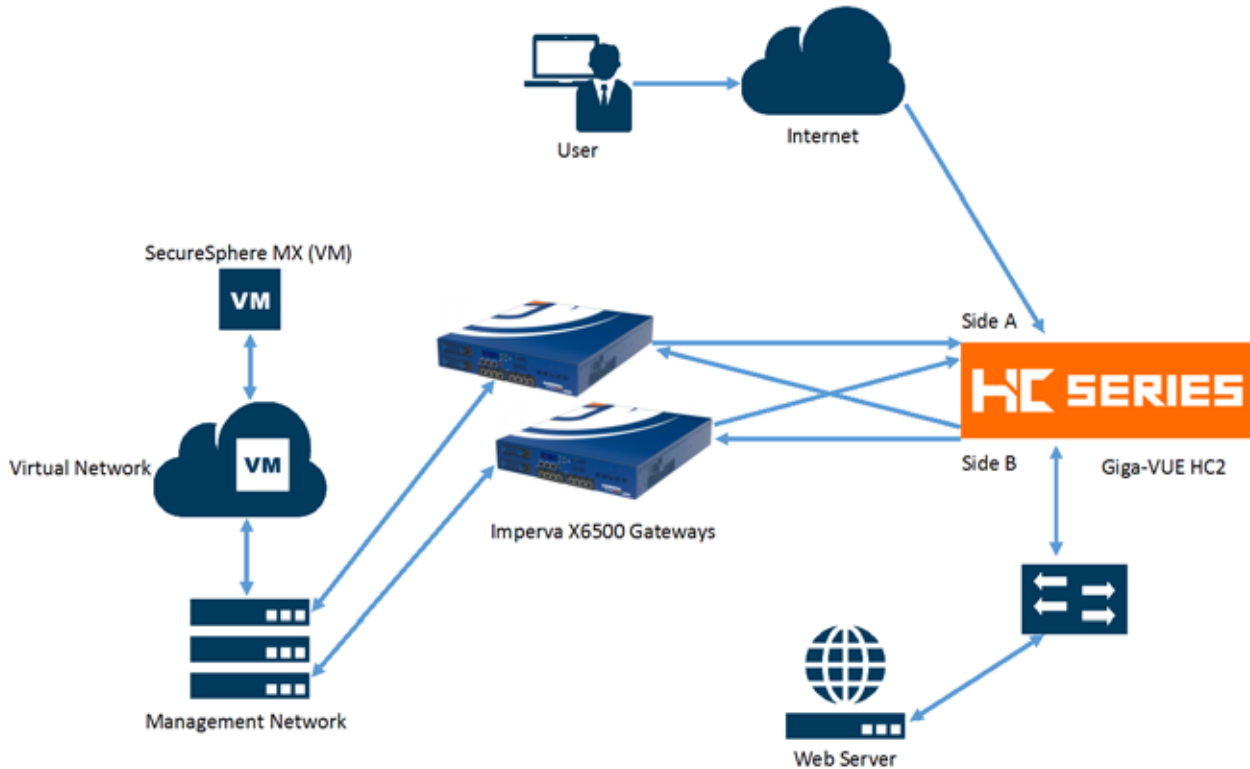 User
Internet
SecureSphere MX (VM)
VM
Side A
HC SERIES
Side B
Giga-VUE HC2
Virtual Network
VM
Imperva X6500 Gateways
Management Network
Web Server